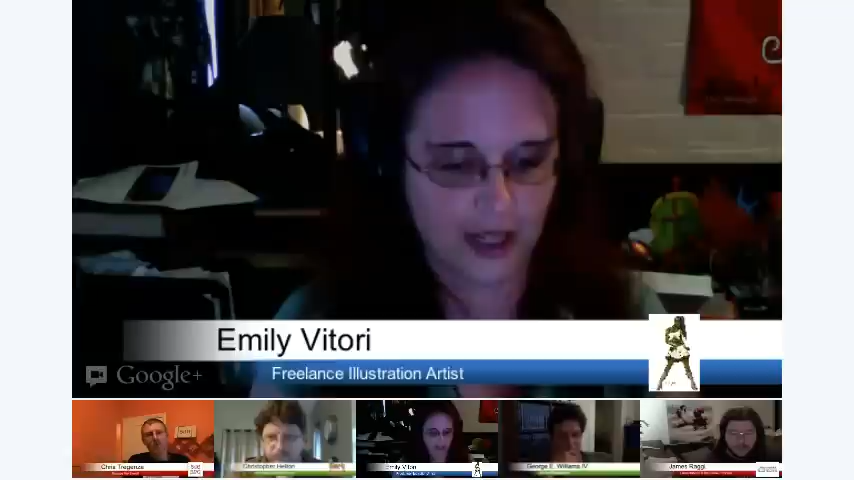 Emily Vitori
Freelance Illustration Artist
Google+
Chris Tregenza
Christopher Helton
Emily Vitori
George E. Williams IV
James Raggi